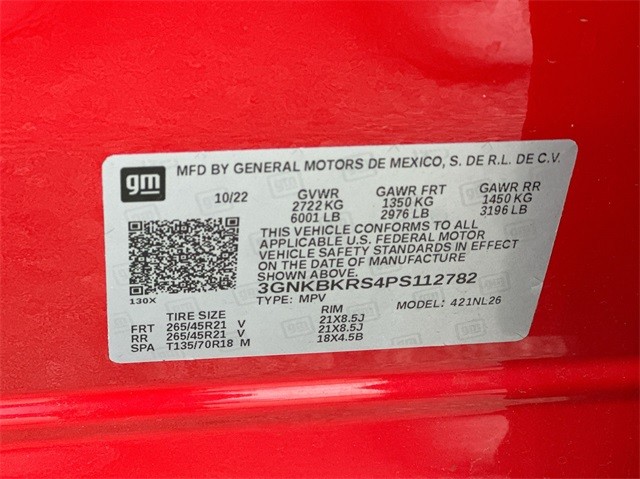 gm
MFD BY GENERAL MOTORS DE MEXICO, S. DE R.L. DE C.V.
10/22 GVWR GAWR FRT GAWR RR
2722 KG 1350 KG 1450 KG
6001 LB 2976 LB 3196 LB
THIS VEHICLE CONFORMS TO ALL
APPLICABLE U.S. FEDERAL MOTOR
VEHICLE SAFETY STANDARDS IN EFFECT
ON THE DATE OF MANUFACTURE
SHOWN ABOVE.
3GNKBKRS4PS112782
130X
TYPE: MPV MODEL: 421NL26
TIRE SIZE RIM
FRT 265/45R21 V 21X8.5J
RR 265/45R21 V 21X8.5J
SPA T135/70R18 M 18X4.5B